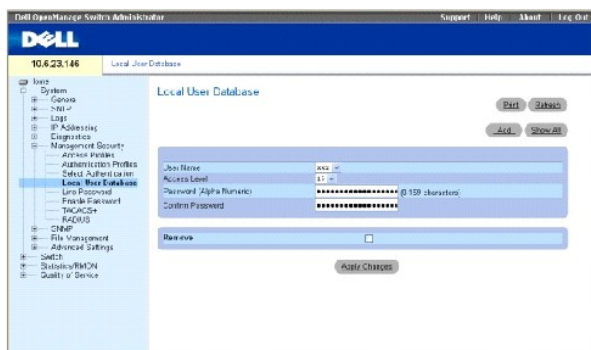 Dell OpenManage Switch Administrator
Support | Help | About | Log Out
DELL
10.6.23.146
Local User Database
Home
System
General
SNTP
Logs
IP Addressing
Diagnostics
Management Security
Access Profiles
Authentication Profiles
Select Authentication
Local User Database
Line Password
Enable Password
TACACS+
RADIUS
SNMP
File Management
Advanced Settings
Switch
Statistics/RMON
Quality of Service
Local User Database
Print
Refresh
Add
Show All
User Name
Access Level
15
Password (Alpha Numeric)
(0-159 characters)
Confirm Password
Remove
Apply Changes